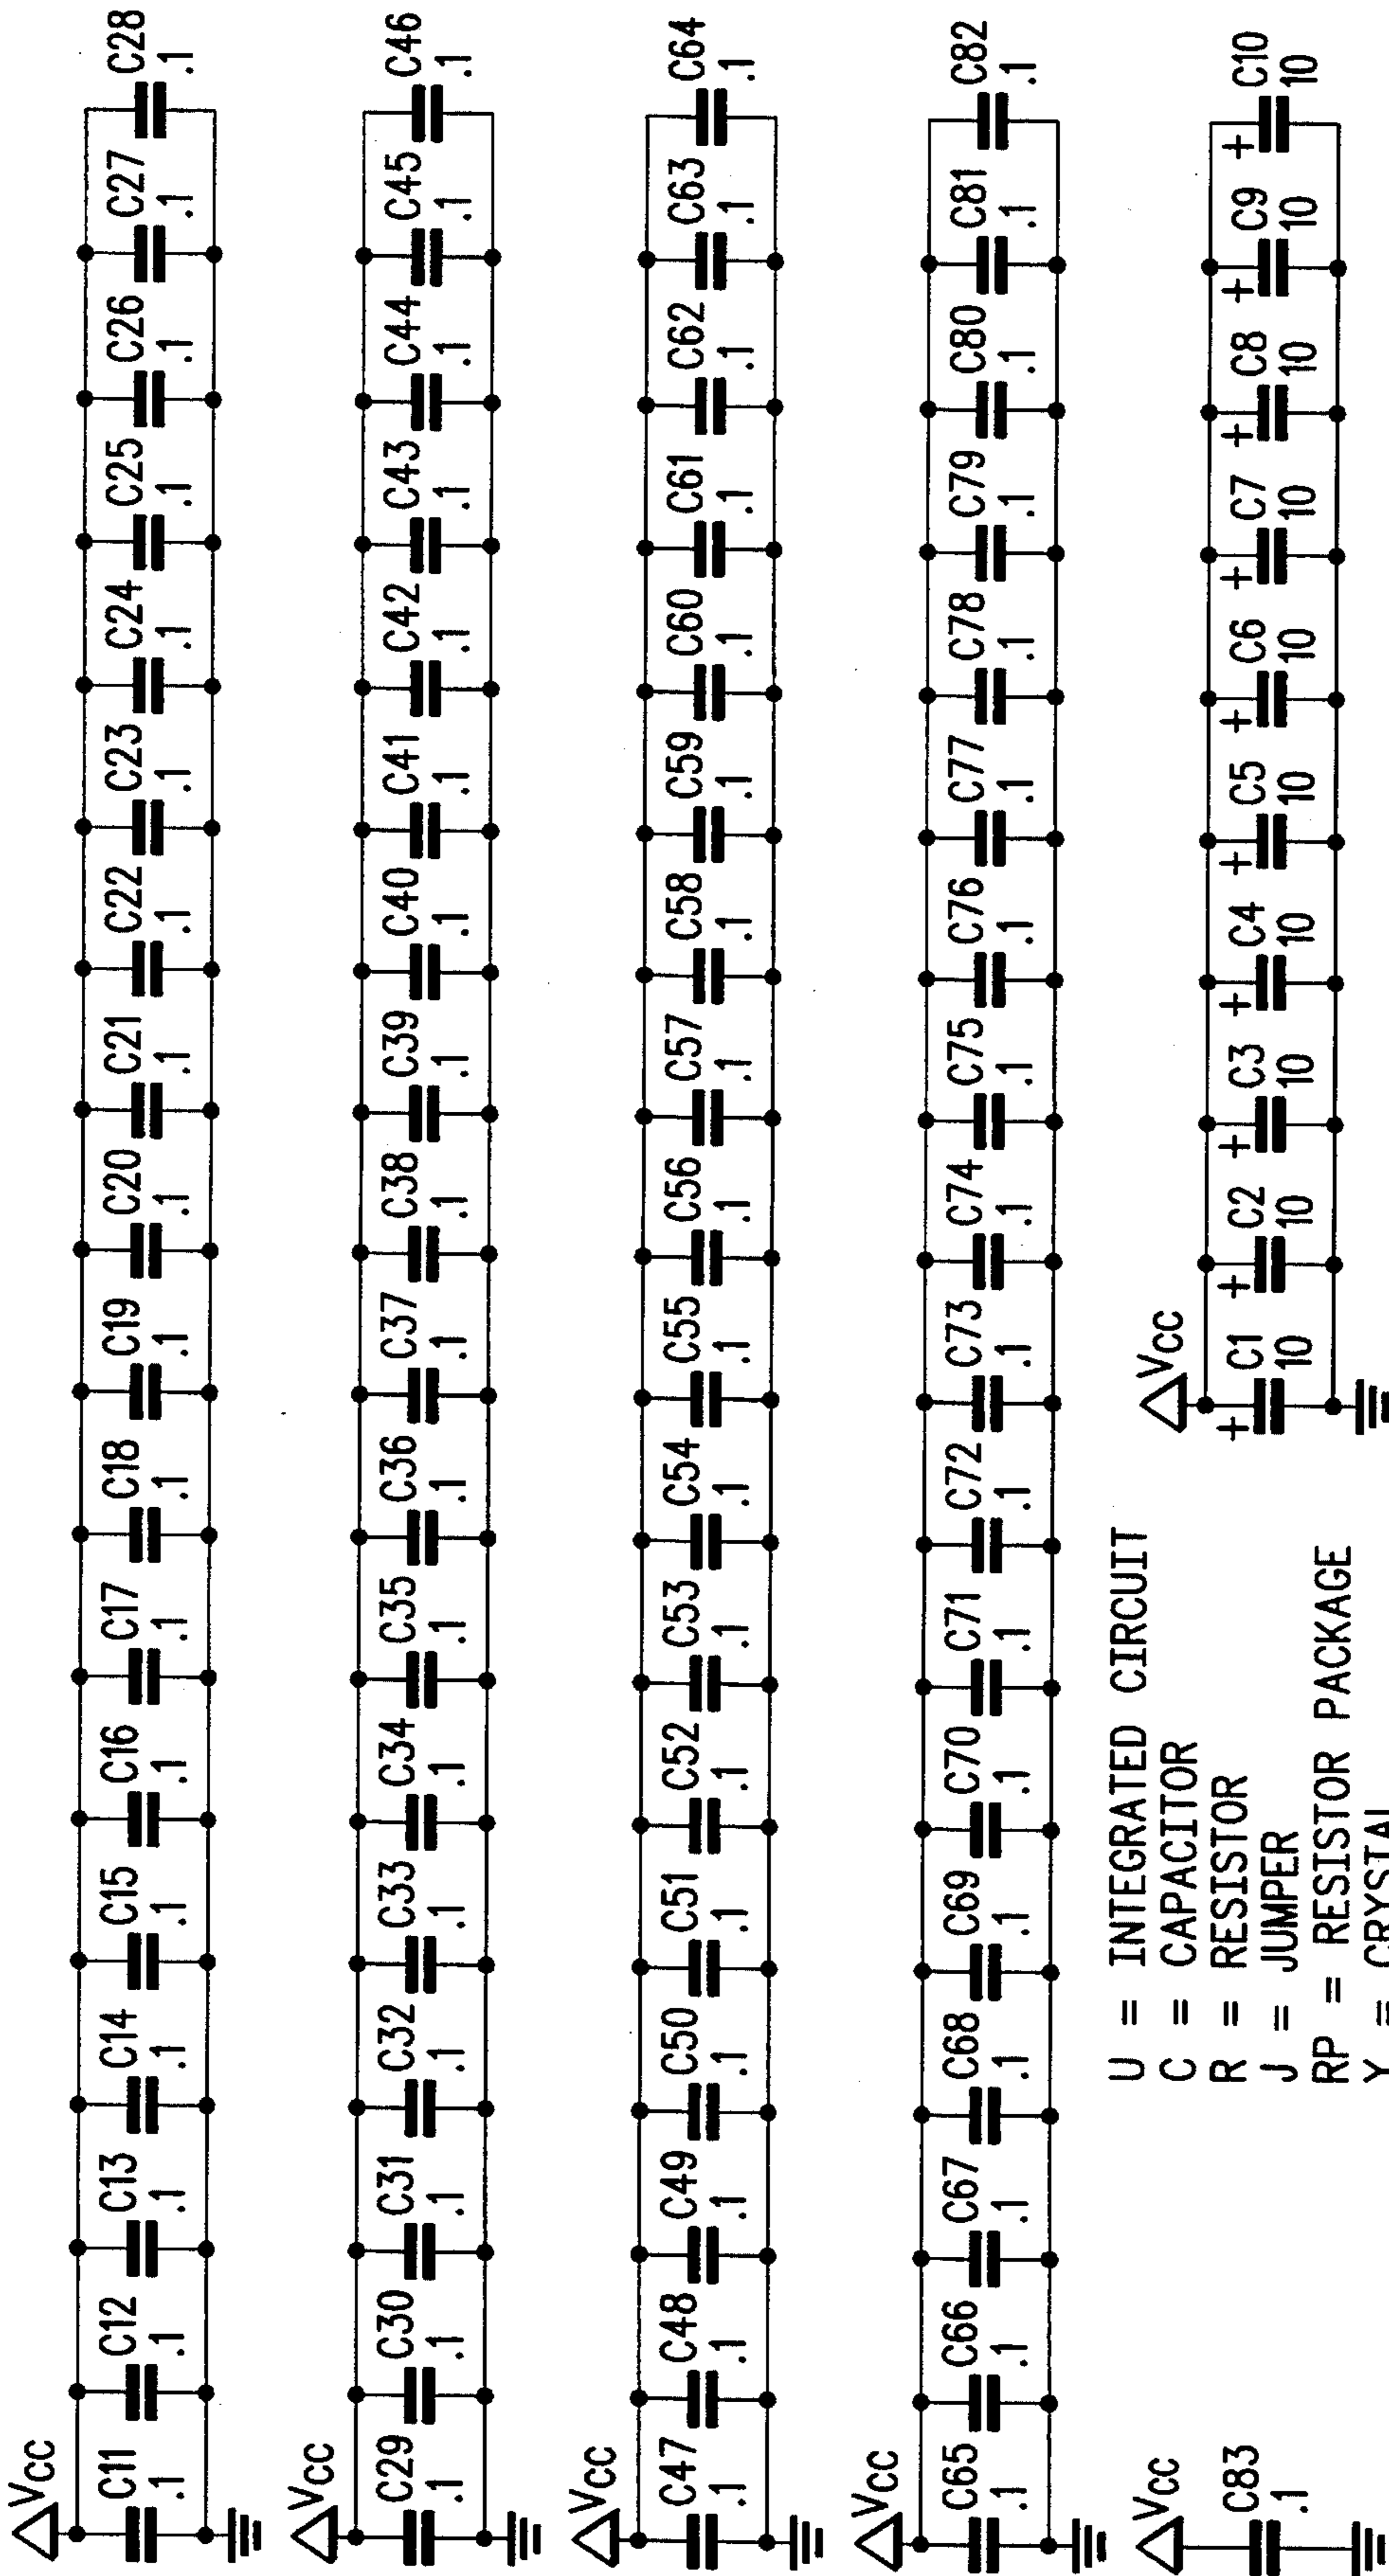 Vcc
C11 C12 C13 C14 C15 C16 C17 C18 C19 C20 C21 C22 C23 C24 C25 C26 C27 C28
.1 .1 .1 .1 .1 .1 .1 .1 .1 .1 .1 .1 .1 .1 .1 .1 .1 .1
Vcc
C29 C30 C31 C32 C33 C34 C35 C36 C37 C38 C39 C40 C41 C42 C43 C44 C45 C46
.1 .1 .1 .1 .1 .1 .1 .1 .1 .1 .1 .1 .1 .1 .1 .1 .1 .1
Vcc
C47 C48 C49 C50 C51 C52 C53 C54 C55 C56 C57 C58 C59 C60 C61 C62 C63 C64
.1 .1 .1 .1 .1 .1 .1 .1 .1 .1 .1 .1 .1 .1 .1 .1 .1 .1
Vcc
C65 C66 C67 C68 C69 C70 C71 C72 C73 C74 C75 C76 C77 C78 C79 C80 C81 C82
.1 .1 .1 .1 .1 .1 .1 .1 .1 .1 .1 .1 .1 .1 .1 .1 .1 .1
Vcc
C83
.1
U = INTEGRATED CIRCUIT
C = CAPACITOR
R = RESISTOR
J = JUMPER
RP = RESISTOR PACKAGE
Y = CRYSTAL
Vcc
+ + + + + + + + + +
C1 C2 C3 C4 C5 C6 C7 C8 C9 C10
10 10 10 10 10 10 10 10 10 10